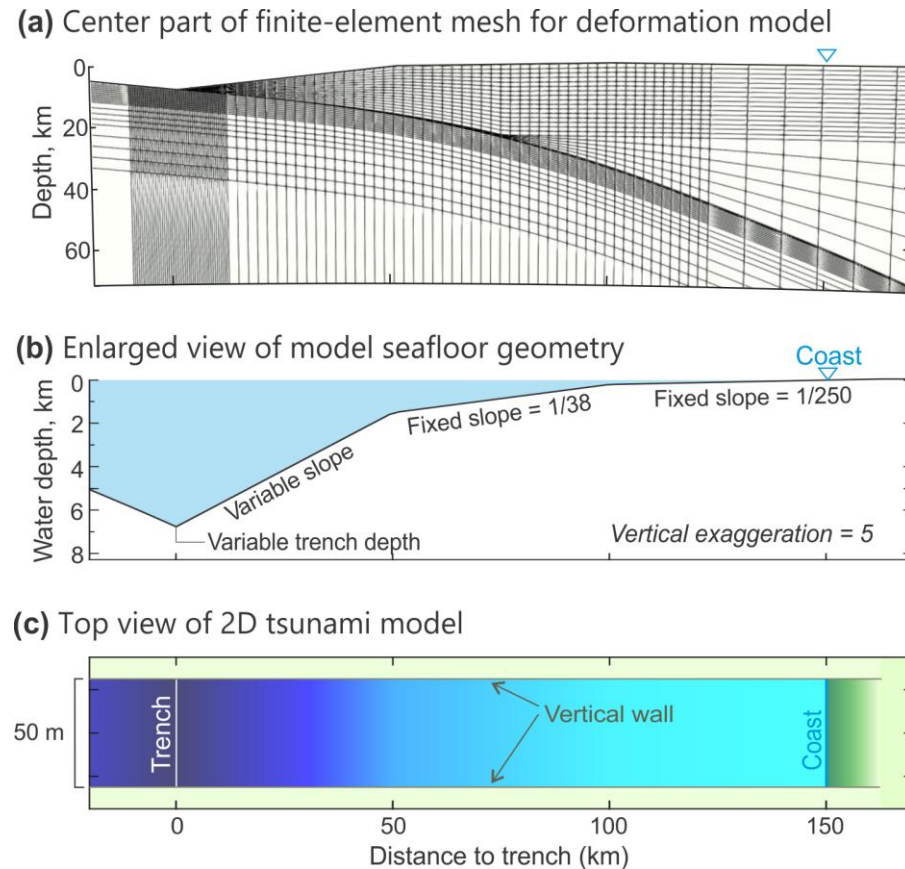 (a) Center part of finite-element mesh for deformation model
0
20
40
60
Depth, km
(b) Enlarged view of model seafloor geometry
Coast
0
2
4
6
8
Water depth, km
Variable slope
Fixed slope = 1/38
Fixed slope = 1/250
Variable trench depth
Vertical exaggeration = 5
(c) Top view of 2D tsunami model
50 m
Trench
Vertical wall
Coast
0 50 100 150
Distance to trench (km)